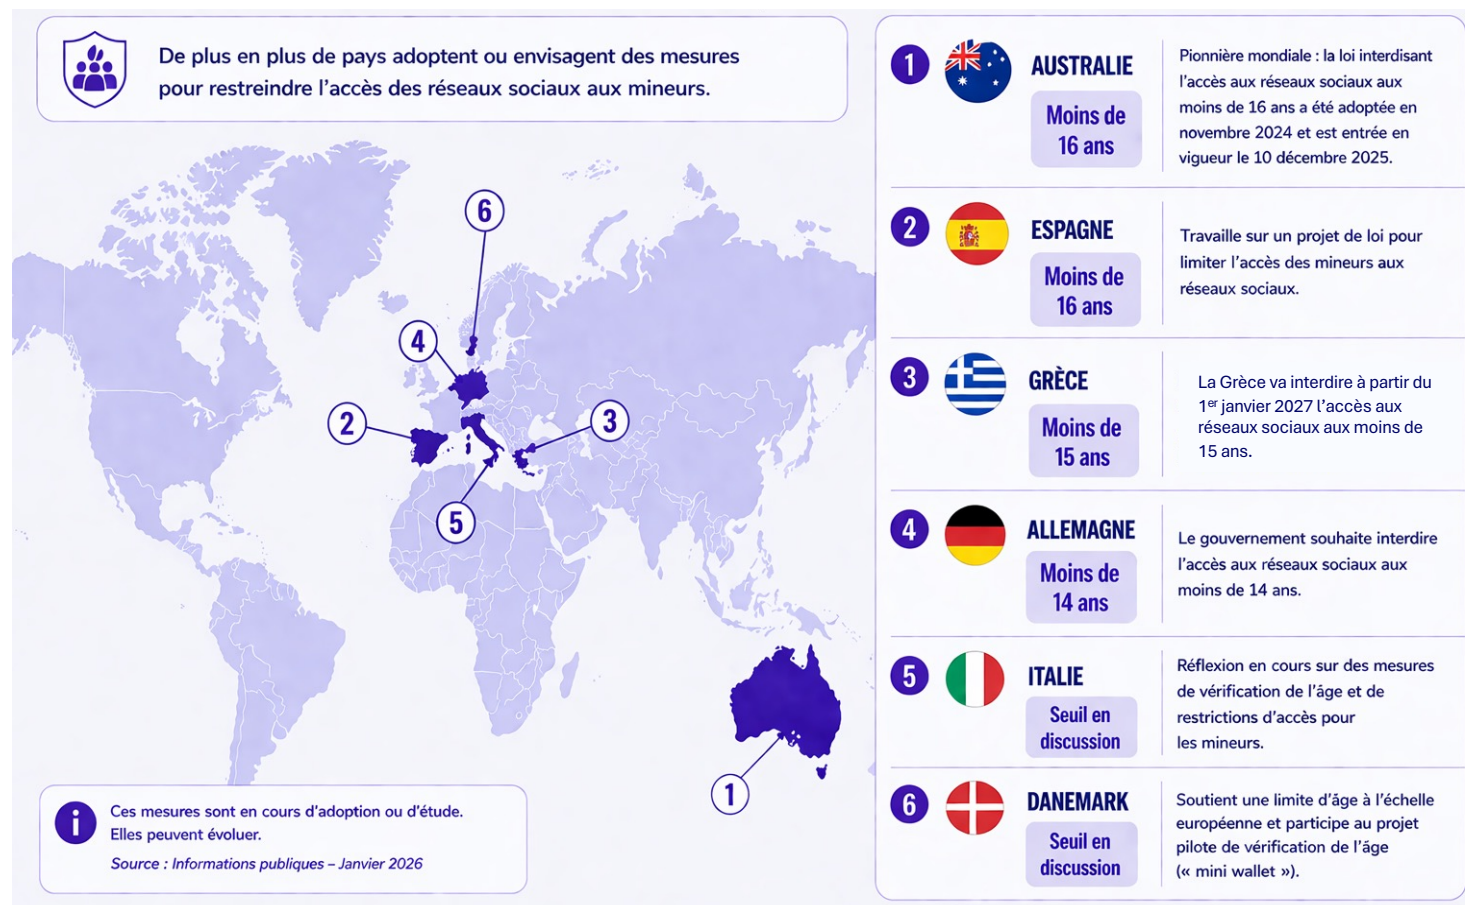 De plus en plus de pays adoptent ou envisagent des mesures
pour restreindre l'accès des réseaux sociaux aux mineurs.
6
4
2
3
5
1
Ces mesures sont en cours d'adoption ou d'étude.
Elles peuvent évoluer.
Source : Informations publiques – Janvier 2026
1
AUSTRALIE
Moins de
16 ans
Pionnière mondiale : la loi interdisant
l'accès aux réseaux sociaux aux
moins de 16 ans a été adoptée en
novembre 2024 et est entrée en
vigueur le 10 décembre 2025.
2
ESPAGNE
Moins de
16 ans
Travaille sur un projet de loi pour
limiter l'accès des mineurs aux
réseaux sociaux.
3
GRÈCE
Moins de
15 ans
La Grèce va interdire à partir du
1er janvier 2027 l'accès aux
réseaux sociaux aux moins de
15 ans.
4
ALLEMAGNE
Moins de
14 ans
Le gouvernement souhaite interdire
l'accès aux réseaux sociaux aux
moins de 14 ans.
5
ITALIE
Seuil en
discussion
Réflexion en cours sur des mesures
de vérification de l'âge et de
restrictions d'accès pour
les mineurs.
6
DANEMARK
Seuil en
discussion
Soutient une limite d'âge à l'échelle
européenne et participe au projet
pilote de vérification de l'âge
(« mini wallet »).